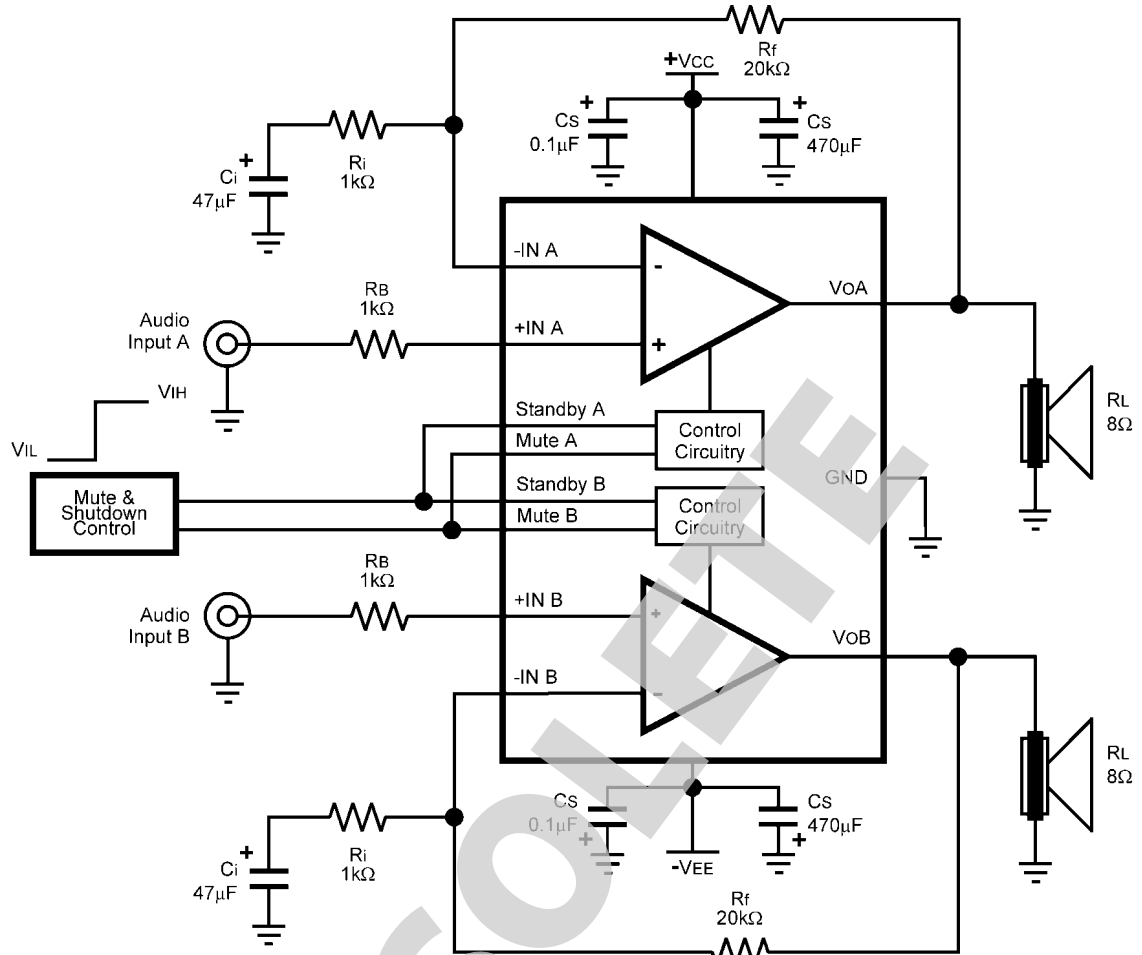 Rf
20kΩ
+VCC
+
CS
0.1µF
+
CS
470µF
Ri
1kΩ
+
Ci
47µF
-IN A
-
VOA
RB
1kΩ
Audio
Input A
+IN A
+
VIH
VIL
RL
8Ω
Standby A
Mute A
Control
Circuitry
GND
Mute &
Shutdown
Control
Standby B
Mute B
Control
Circuitry
RB
1kΩ
Audio
Input B
+IN B
+
VOB
-IN B
-
RL
8Ω
CS
0.1µF
+
CS
470µF
+
-VEE
Ri
1kΩ
+
Ci
47µF
Rf
20kΩ
OLETE